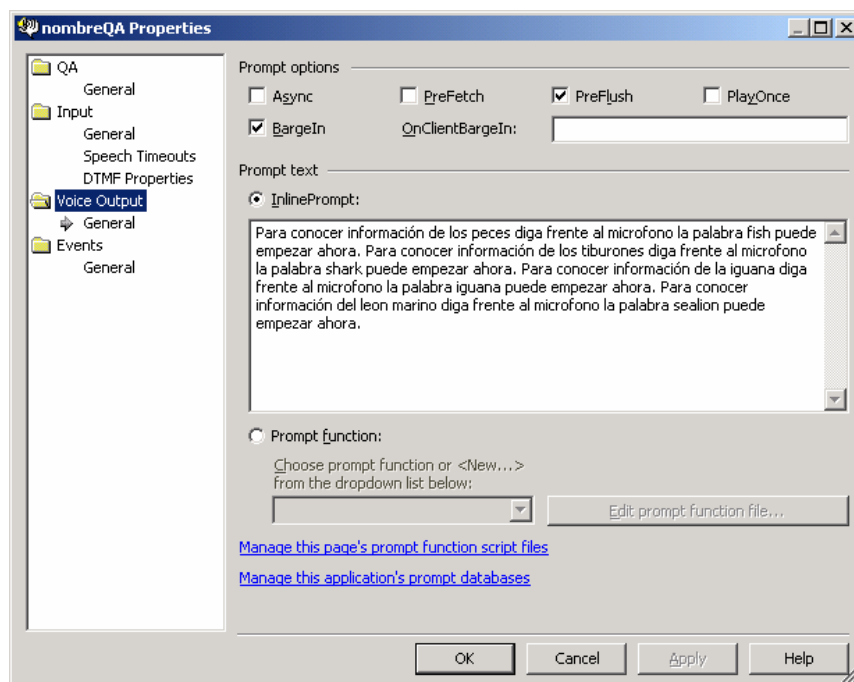 nombreQA Properties
QA
General
Input
General
Speech Timeouts
DTMF Properties
Voice Output
General
Events
General
Prompt options
Async
PreFetch
PreFlush
PlayOnce
BargeIn
OnClientBargeIn:
Prompt text
InlinePrompt:
Para conocer información de los peces diga frente al microfono la palabra fish puede
empezar ahora. Para conocer información de los tiburones diga frente al microfono
la palabra shark puede empezar ahora. Para conocer información de la iguana diga
frente al microfono la palabra iguana puede empezar ahora. Para conocer
información del leon marino diga frente al microfono la palabra sealion puede
empezar ahora.
Prompt function:
Choose prompt function or <New...>
from the dropdown list below:
Edit prompt function file...
Manage this page's prompt function script files
Manage this application's prompt databases
OK
Cancel
Apply
Help